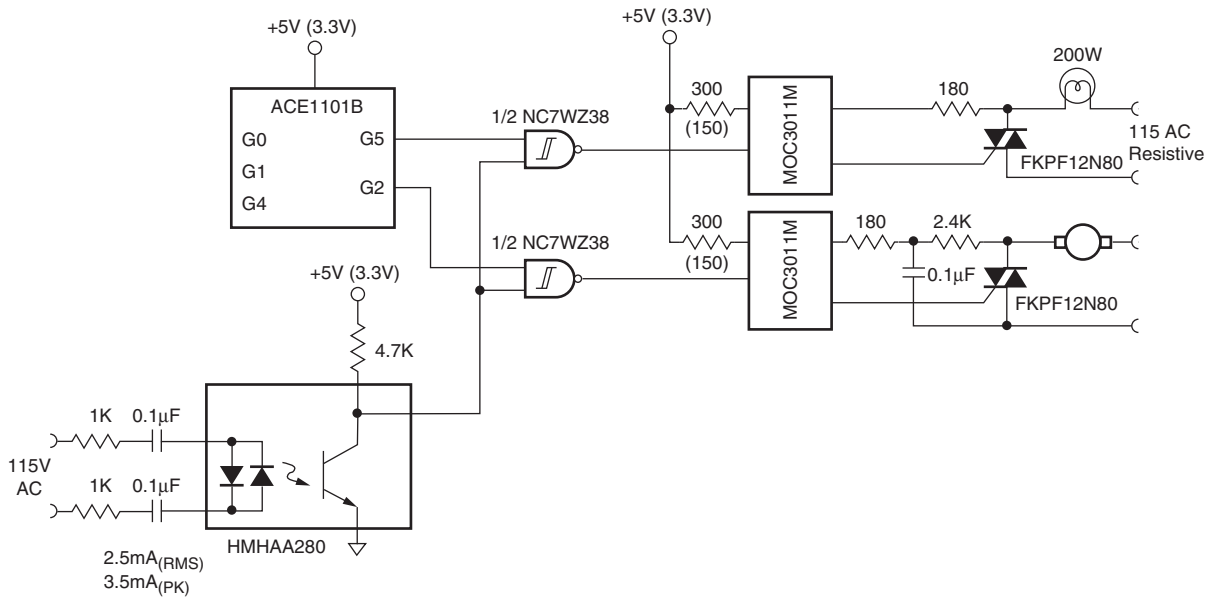 +5V (3.3V)
ACE1101B
G0
G1
G4
G5
G2
1/2 NC7WZ38
1/2 NC7WZ38
+5V (3.3V)
300
(150)
MOC3011M
180
200W
FKPF12N80
115 AC
Resistive
300
(150)
MOC3011M
180
2.4K
0.1μF
FKPF12N80
+5V (3.3V)
4.7K
1K
0.1μF
115V
AC
1K
0.1μF
HMHAA280
2.5mA(RMS)
3.5mA(PK)